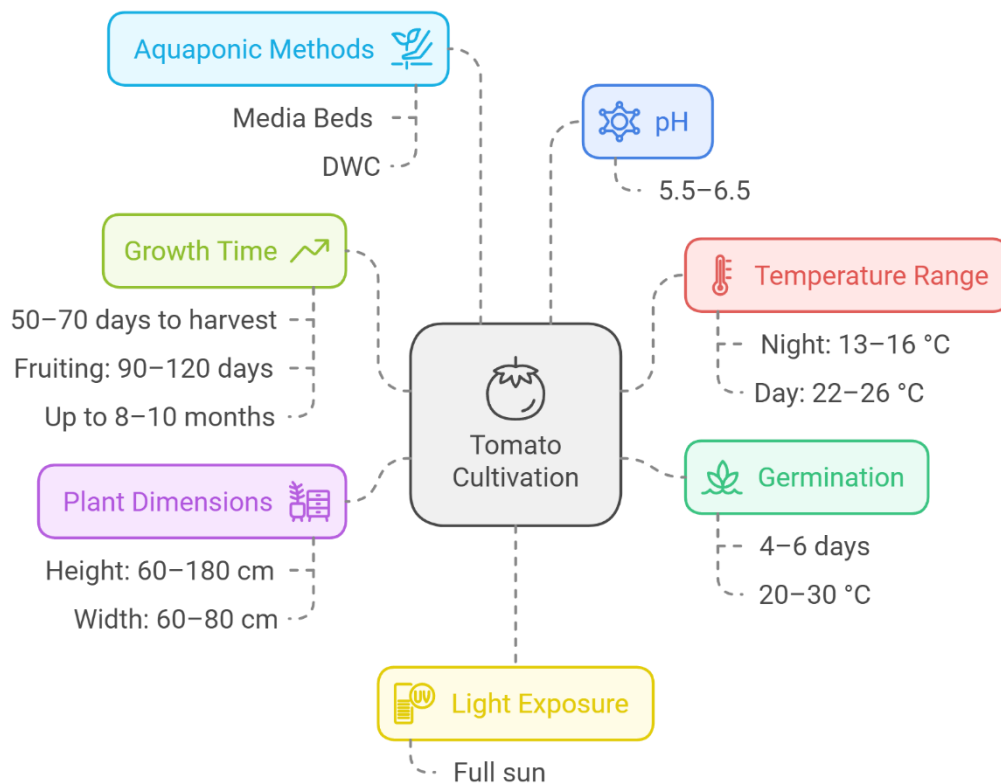 Aquaponic Methods
Media Beds
DWC
pH
5.5–6.5
Growth Time
50–70 days to harvest
Fruiting: 90–120 days
Up to 8–10 months
Temperature Range
Night: 13–16 °C
Day: 22–26 °C
Tomato
Cultivation
Plant Dimensions
Height: 60–180 cm
Width: 60–80 cm
Germination
4–6 days
20–30 °C
UV
Light Exposure
Full sun